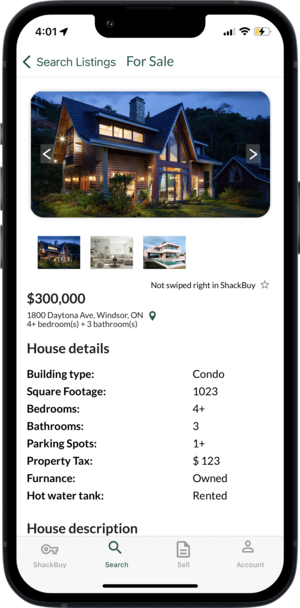 4:01
Search Listings For Sale
Not swiped right in ShackBuy
$300,000
1800 Daytona Ave, Windsor, ON
4+ bedroom(s) + 3 bathroom(s)
House details
Building type: Condo
Square Footage: 1023
Bedrooms: 4+
Bathrooms: 3
Parking Spots: 1+
Property Tax: $ 123
Furnance: Owned
Hot water tank: Rented
House description
ShackBuy Search Sell Account